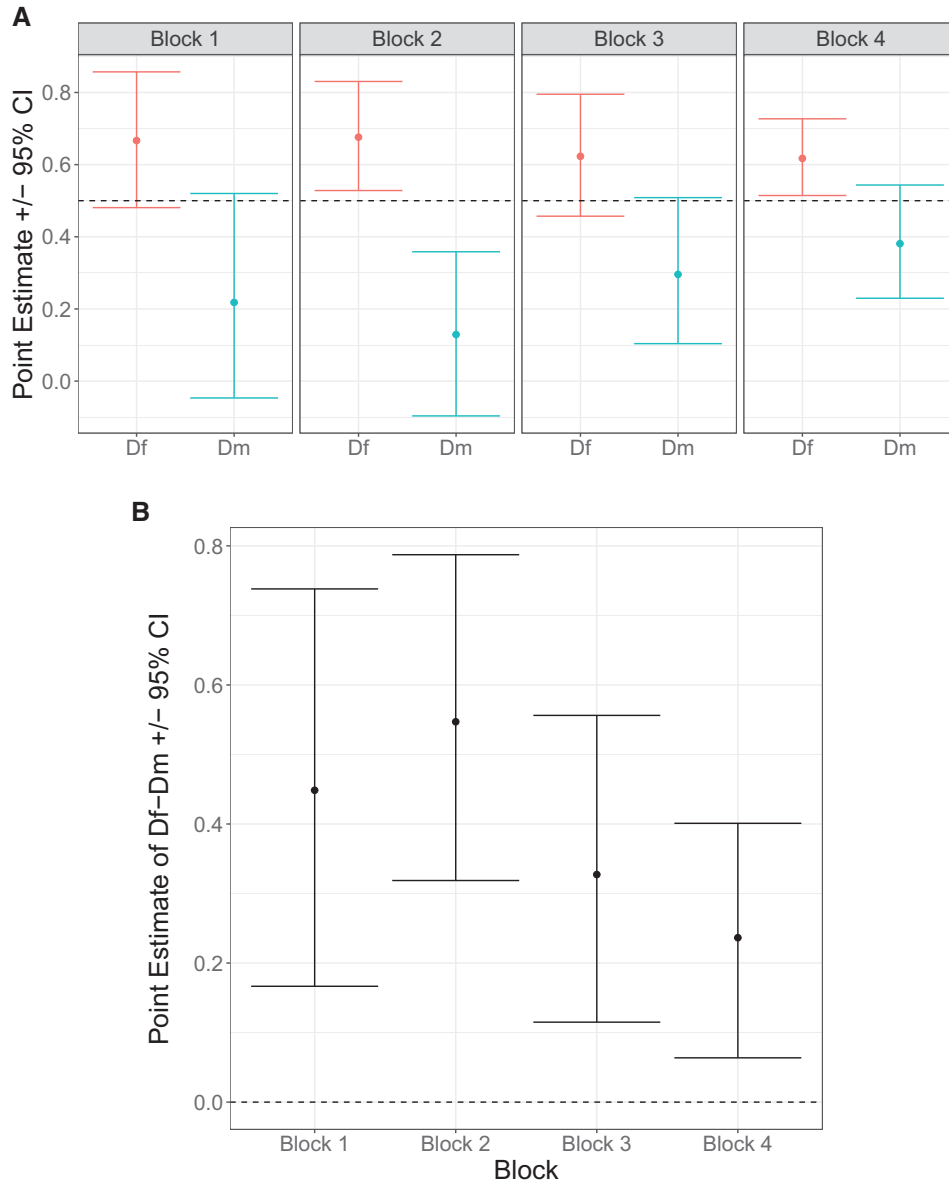 A
Block 1 Block 2 Block 3 Block 4
Point Estimate +/− 95% CI
0.8
0.6
0.4
0.2
0.0
Df Dm Df Dm Df Dm Df Dm
B
Point Estimate of Df−Dm +/− 95% CI
0.8
0.6
0.4
0.2
0.0
Block 1 Block 2 Block 3 Block 4
Block